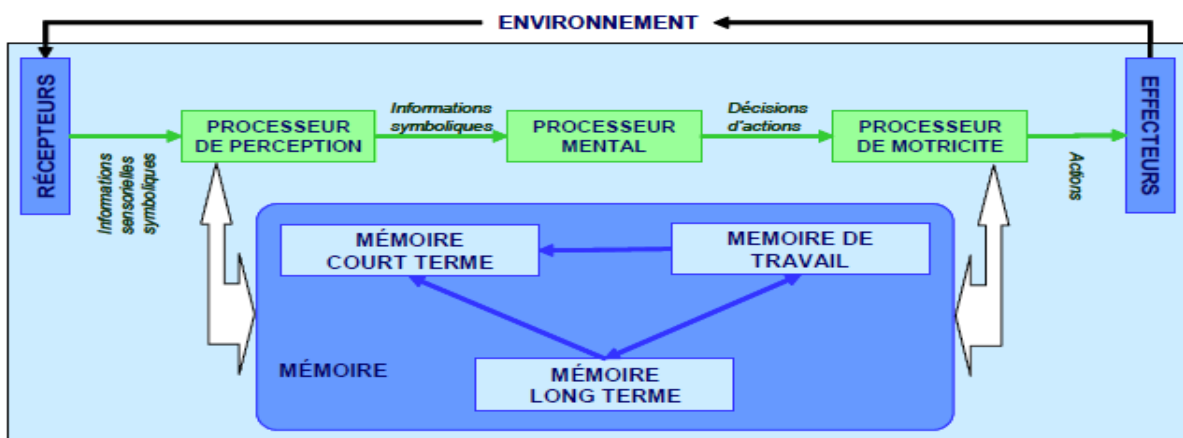 ENVIRONNEMENT
RÉCEPTEURS
Informations
sensorielles
symboliques
PROCESSEUR
DE PERCEPTION
Informations
symboliques
PROCESSEUR
MENTAL
Décisions
d'actions
PROCESSEUR
DE MOTRICITE
Actions
EFFECTEURS
MÉMOIRE
COURT TERME
MEMOIRE DE
TRAVAIL
MÉMOIRE
MÉMOIRE
LONG TERME